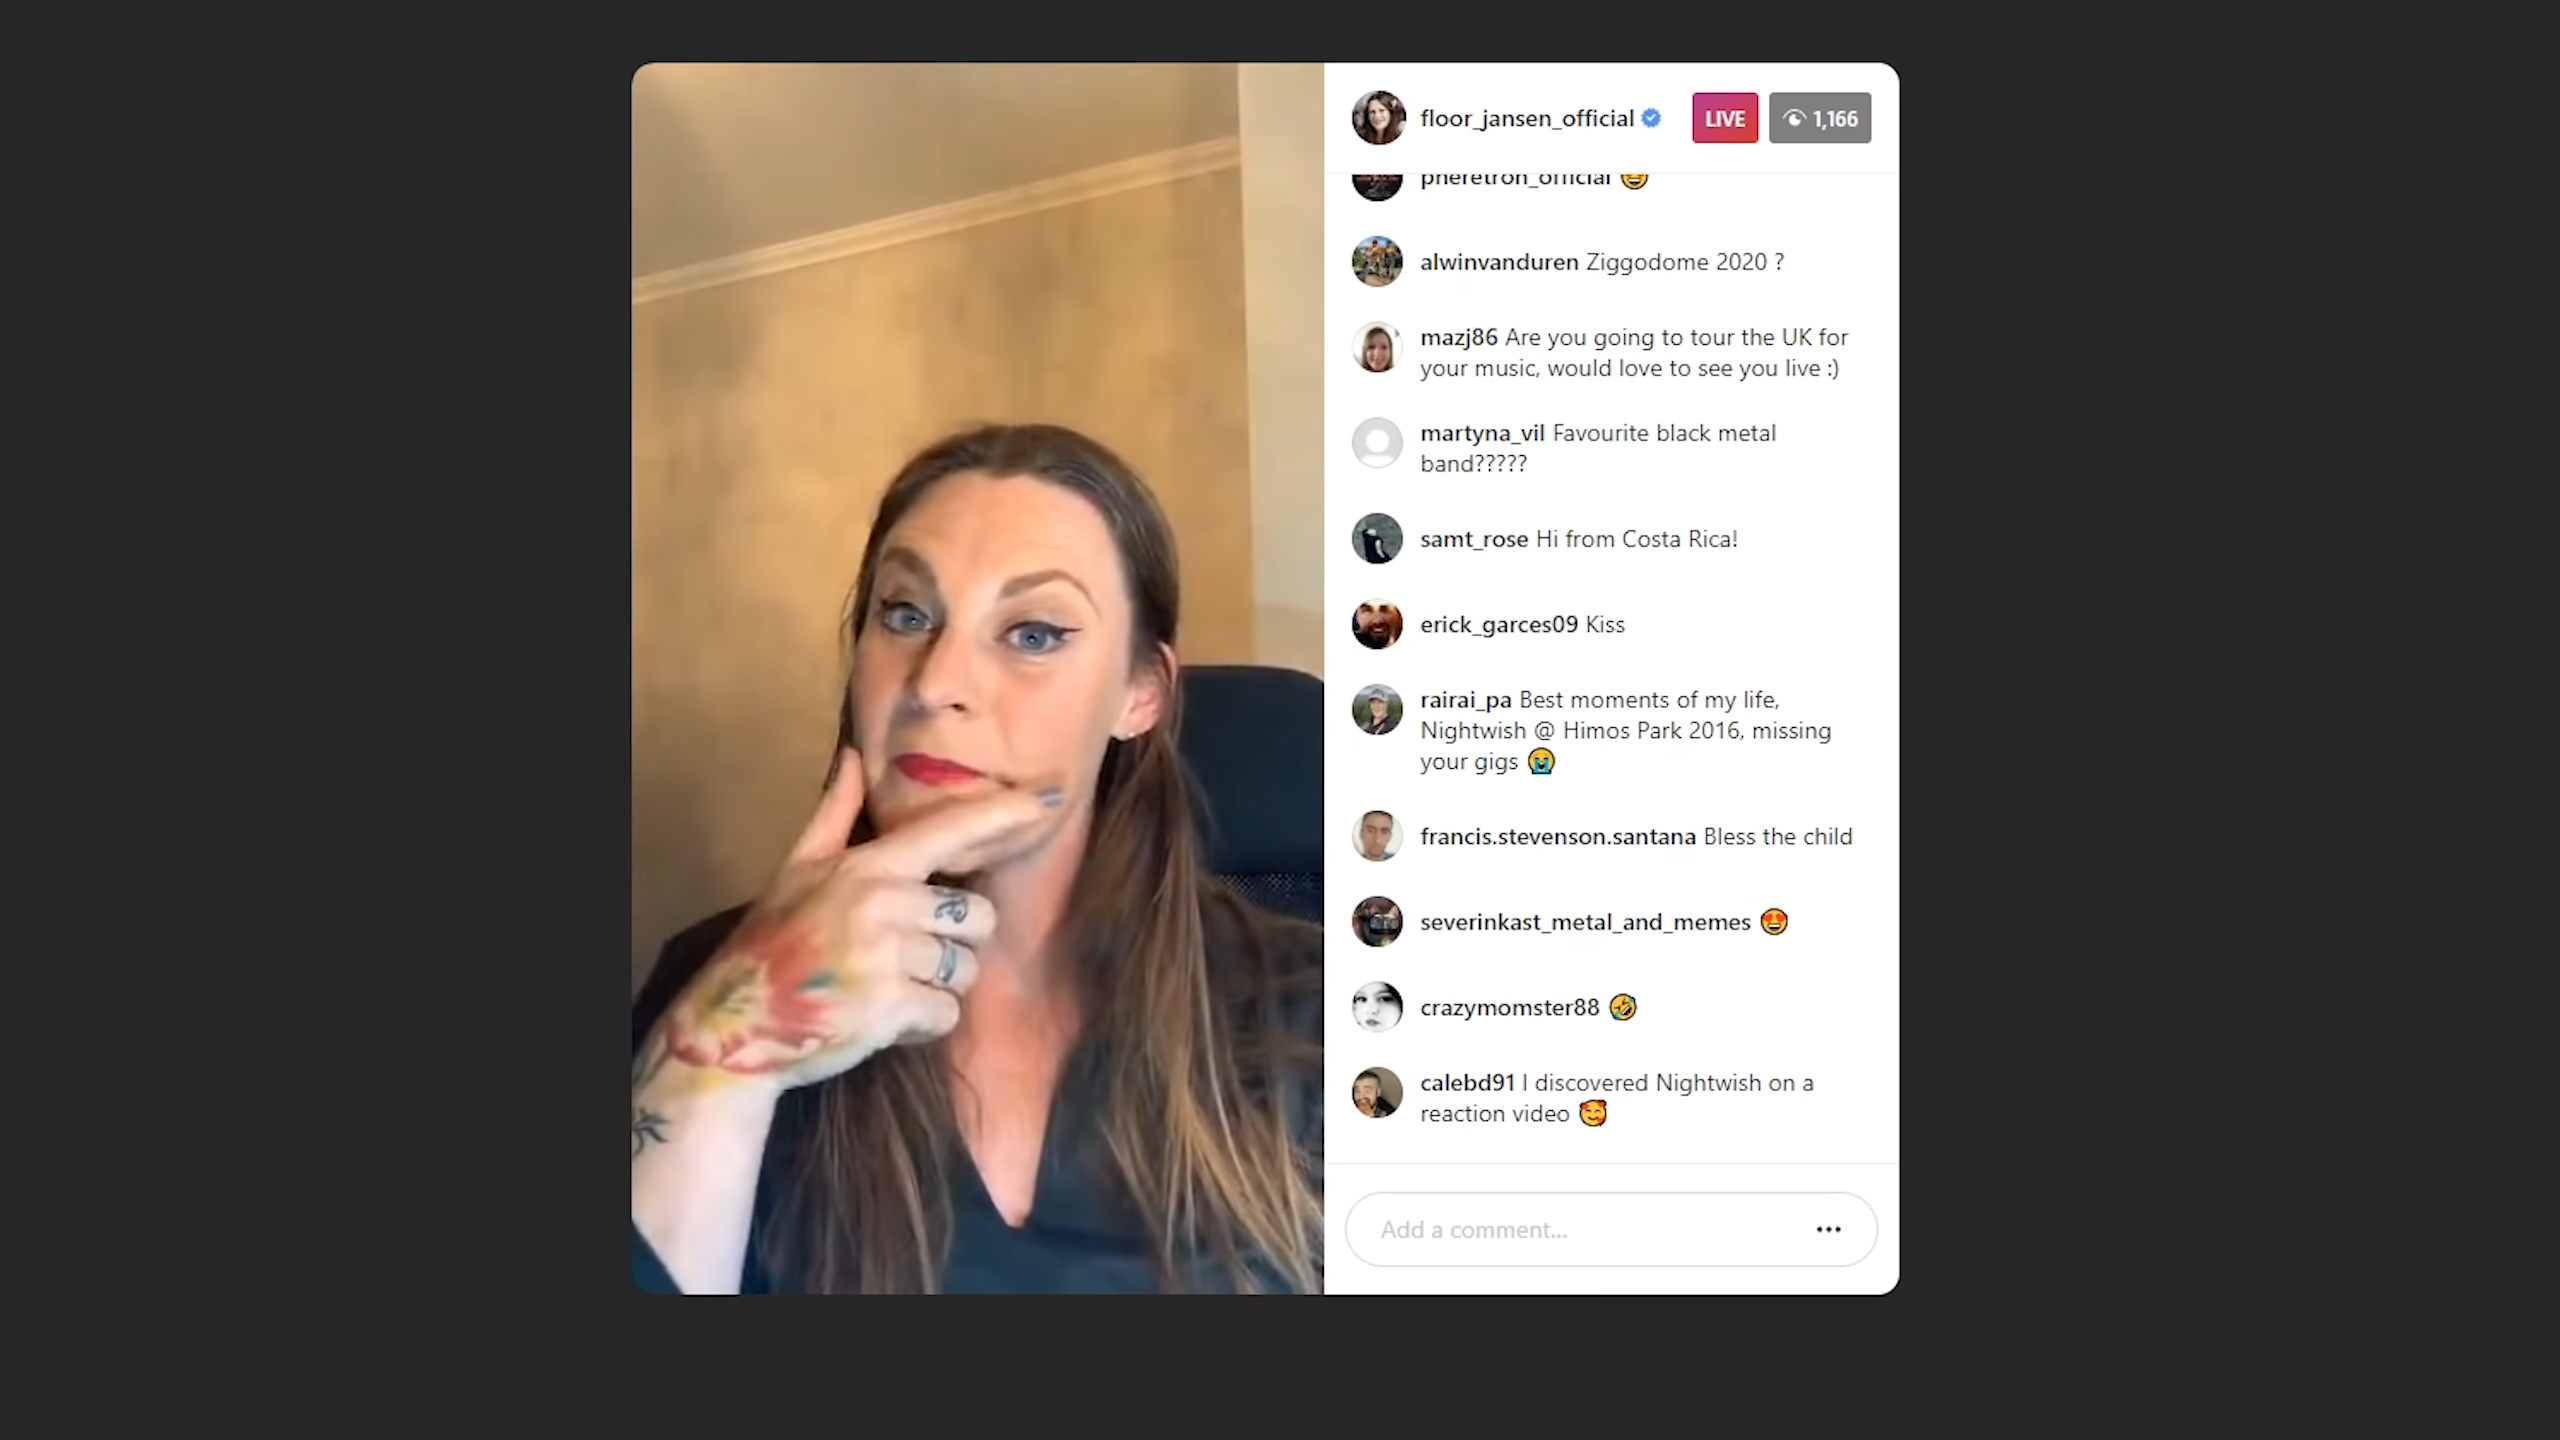 floor_jansen_official LIVE 1,166
pheretron_official 😄
alwinvanduren Ziggodome 2020 ?
mazj86 Are you going to tour the UK for
your music, would love to see you live :)
martyna_vil Favourite black metal
band?????
samt_rose Hi from Costa Rica!
erick_garces09 Kiss
rairai_pa Best moments of my life,
Nightwish @ Himos Park 2016, missing
your gigs 😭
francis.stevenson.santana Bless the child
severinkast_metal_and_memes 😍
crazymomster88 🤣
calebd91 I discovered Nightwish on a
reaction video 🥰
Add a comment...